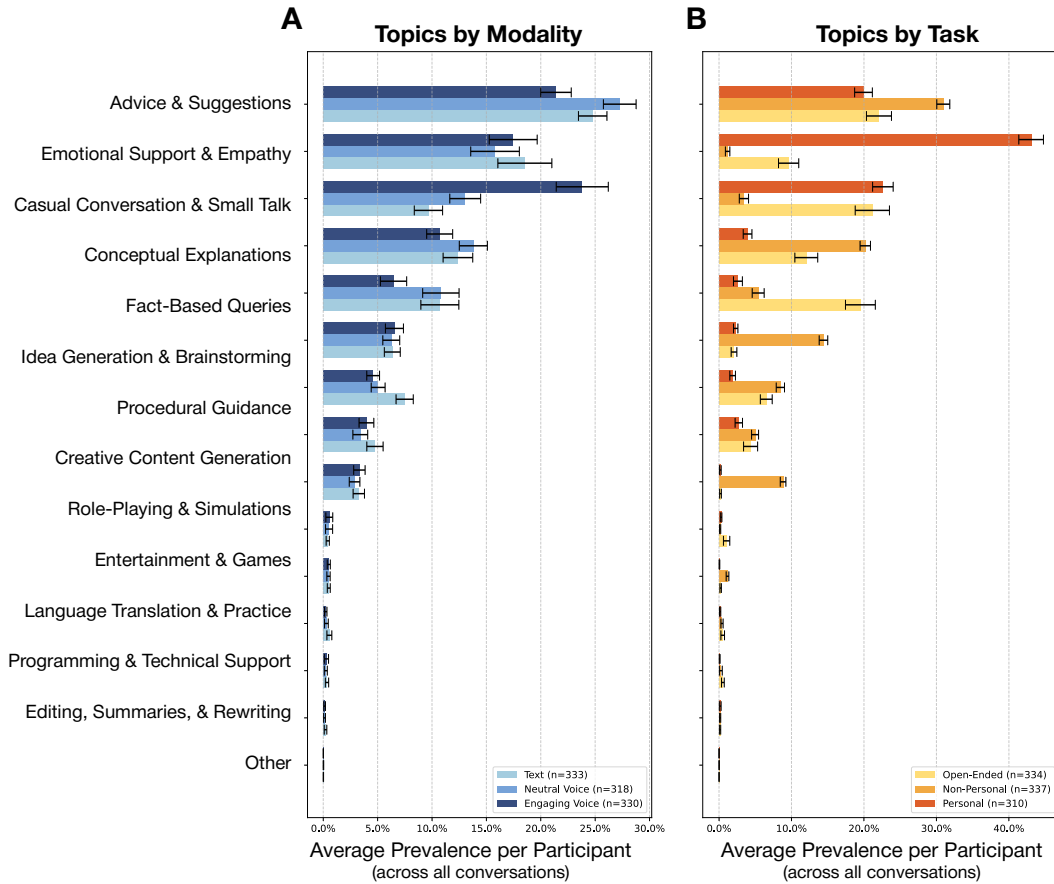 A
B
Topics by Modality
Topics by Task
Advice & Suggestions
Emotional Support & Empathy
Casual Conversation & Small Talk
Conceptual Explanations
Fact-Based Queries
Idea Generation & Brainstorming
Procedural Guidance
Creative Content Generation
Role-Playing & Simulations
Entertainment & Games
Language Translation & Practice
Programming & Technical Support
Editing, Summaries, & Rewriting
Other
Text (n=333)
Neutral Voice (n=318)
Engaging Voice (n=330)
0.0% 5.0% 10.0% 15.0% 20.0% 25.0% 30.0%
Average Prevalence per Participant
(across all conversations)
Open-Ended (n=334)
Non-Personal (n=337)
Personal (n=310)
0.0% 10.0% 20.0% 30.0% 40.0%
Average Prevalence per Participant
(across all conversations)